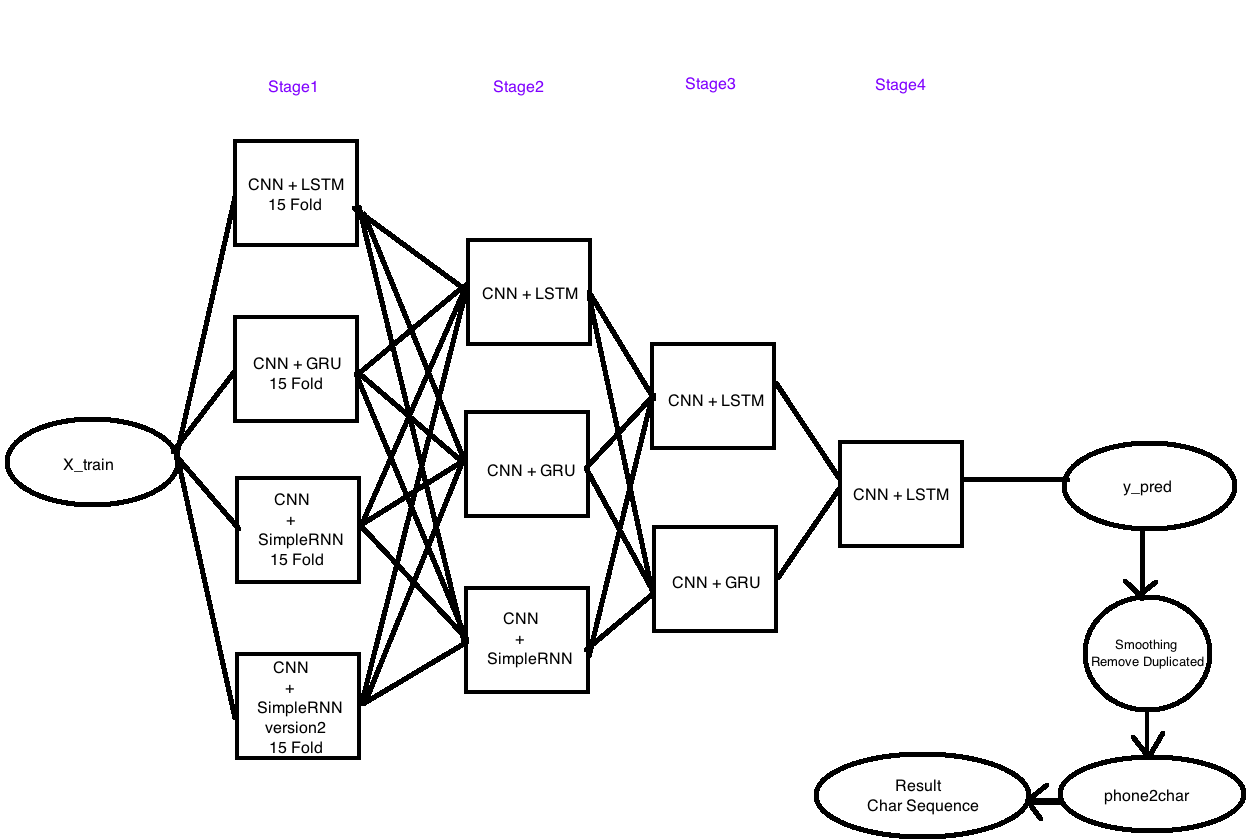 Stage1
Stage2
Stage3
Stage4
X_train
CNN + LSTM
15 Fold
CNN + GRU
15 Fold
CNN
+
SimpleRNN
15 Fold
CNN
+
SimpleRNN
version2
15 Fold
CNN + LSTM
CNN + GRU
CNN
+
SimpleRNN
CNN + LSTM
CNN + GRU
CNN + LSTM
y_pred
Smoothing
Remove Duplicated
phone2char
Result
Char Sequence